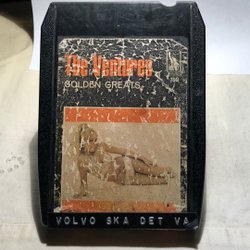 The Ventures
GOLDEN GREATS
VOLVO SKA DET VA